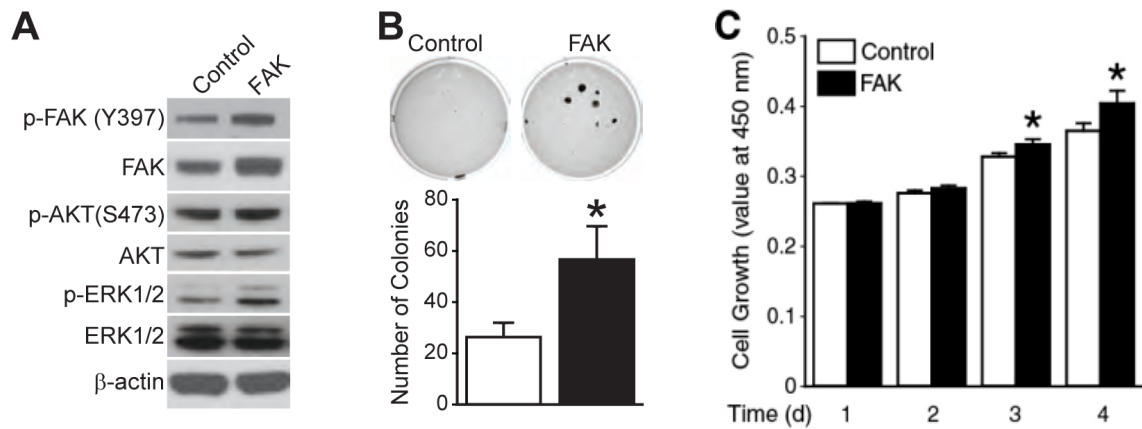 A
Control
FAK
p-FAK (Y397)
FAK
p-AKT(S473)
AKT
p-ERK1/2
ERK1/2
β-actin
B
Control
FAK
Number of Colonies
80
60
40
20
0
*
C
Cell Growth (value at 450 nm)
0.5
0.4
0.3
0.2
0.1
0
Control
FAK
*
*
Time (d) 1 2 3 4